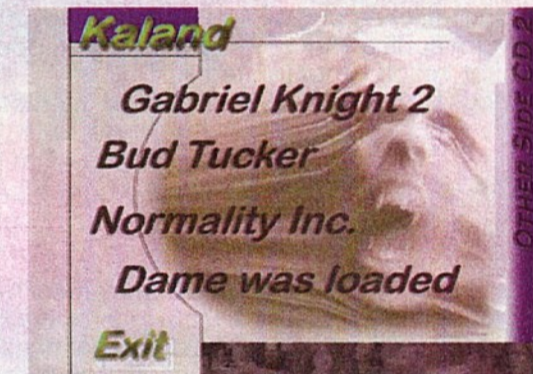 Kaland
Gabriel Knight 2
Bud Tucker
Normality Inc.
Dame was loaded
Exit
OTHER SIDE CD 2